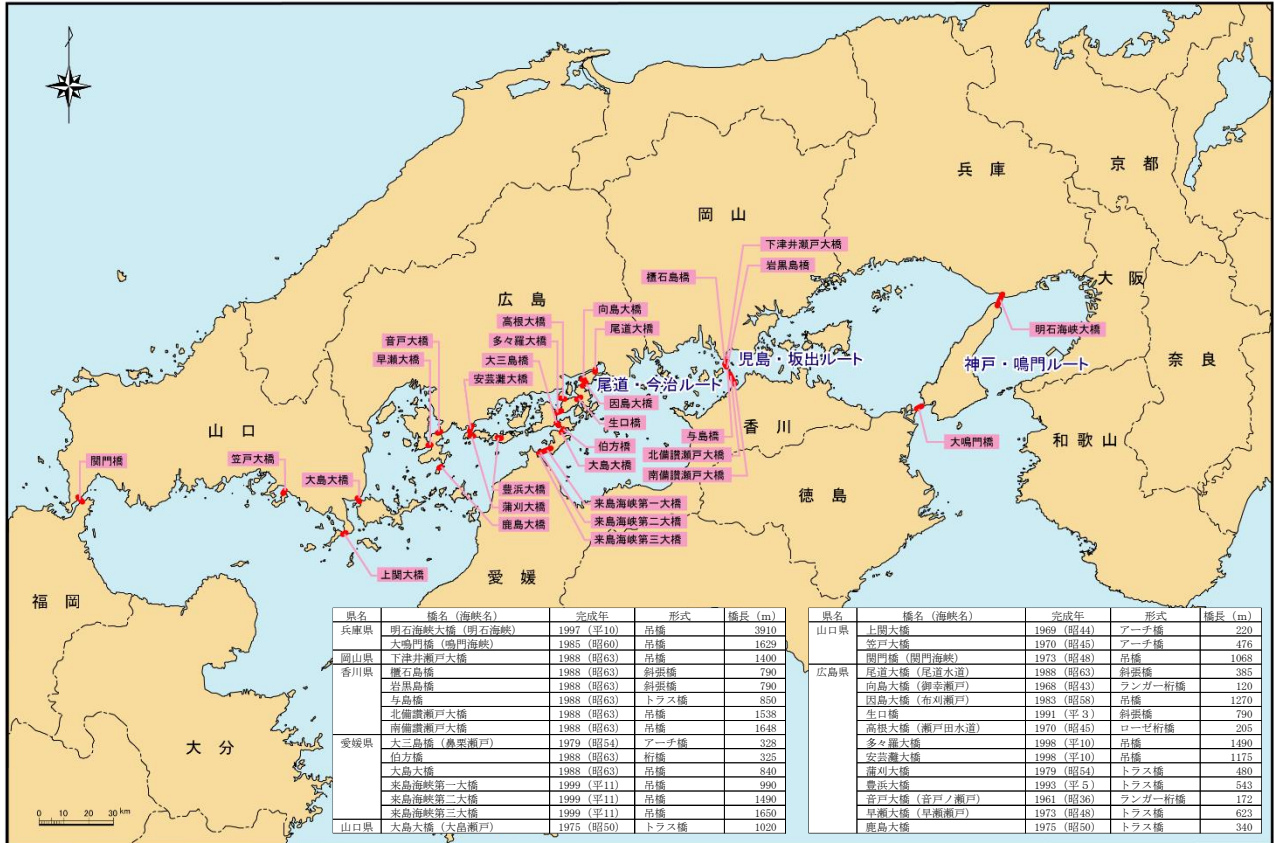 兵 庫
京 都
岡 山
下津井瀬戸大橋
岩黒島橋
櫃石島橋
大 阪
広 島
向島大橋
高根大橋
尾道大橋
音戸大橋
多々羅大橋
早瀬大橋
大三島橋
安芸灘大橋
明石海峡大橋
児島・坂出ルート
神戸・鳴門ルート
奈 良
尾道・今治ルート
因島大橋
生口橋
大鳴門橋
山 口
香 川
与島橋
和歌山
関門橋
笠戸大橋
伯方橋
北備讃瀬戸大橋
大島大橋
大島大橋
南備讃瀬戸大橋
豊浜大橋
徳 島
蒲刈大橋
来島海峡第一大橋
鹿島大橋
来島海峡第二大橋
来島海峡第三大橋
上関大橋
愛 媛
福 岡
大 分
0 10 20 30 km
県名 橋名（海峡名） 完成年 形式 橋長（m）
兵庫県 明石海峡大橋（明石海峡） 1997（平10） 吊橋 3910
大鳴門橋（鳴門海峡） 1985（昭60） 吊橋 1629
岡山県 下津井瀬戸大橋 1988（昭63） 吊橋 1400
香川県 櫃石島橋 1988（昭63） 斜張橋 790
岩黒島橋 1988（昭63） 斜張橋 790
与島橋 1988（昭63） トラス橋 850
北備讃瀬戸大橋 1988（昭63） 吊橋 1538
南備讃瀬戸大橋 1988（昭63） 吊橋 1648
愛媛県 大三島橋（鼻栗瀬戸） 1979（昭54） アーチ橋 328
伯方橋 1988（昭63） 桁橋 325
大島大橋 1988（昭63） 吊橋 840
来島海峡第一大橋 1999（平11） 吊橋 990
来島海峡第二大橋 1999（平11） 吊橋 1490
来島海峡第三大橋 1999（平11） 吊橋 1650
山口県 大島大橋（大畠瀬戸） 1975（昭50） トラス橋 1020
県名 橋名（海峡名） 完成年 形式 橋長（m）
山口県 上関大橋 1969（昭44） アーチ橋 220
笠戸大橋 1970（昭45） アーチ橋 476
関門橋（関門海峡） 1973（昭48） 吊橋 1068
広島県 尾道大橋（尾道水道） 1988（昭63） 斜張橋 385
向島大橋（御幸瀬戸） 1968（昭43） ランガー桁橋 120
因島大橋（布刈瀬戸） 1983（昭58） 吊橋 1270
生口橋 1991（平３） 斜張橋 790
高根大橋（瀬戸田水道） 1970（昭45） ローゼ桁橋 205
多々羅大橋 1998（平10） 吊橋 1490
安芸灘大橋 1998（平10） 吊橋 1175
蒲刈大橋 1979（昭54） トラス橋 480
豊浜大橋 1993（平５） トラス橋 543
音戸大橋（音戸ノ瀬戸） 1961（昭36） ランガー桁橋 172
早瀬大橋（早瀬瀬戸） 1973（昭48） トラス橋 623
鹿島大橋 1975（昭50） トラス橋 340